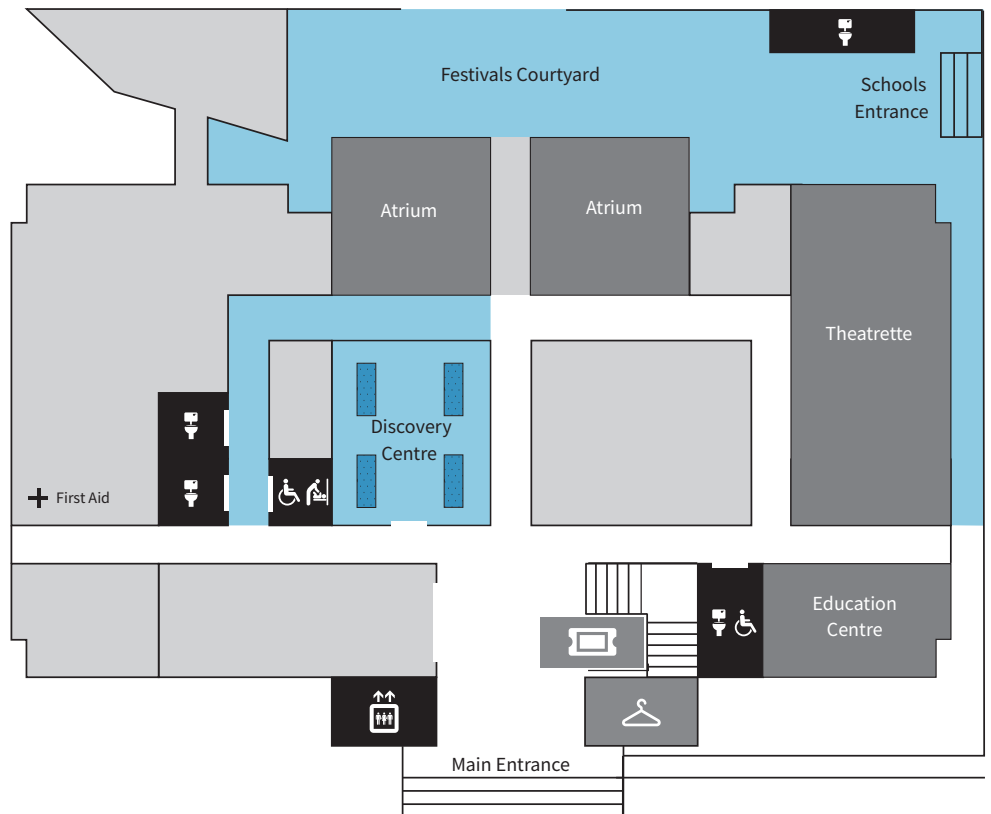 Festivals Courtyard
Schools
Entrance
Atrium
Atrium
Theatrette
Discovery
Centre
First Aid
Education
Centre
Main Entrance